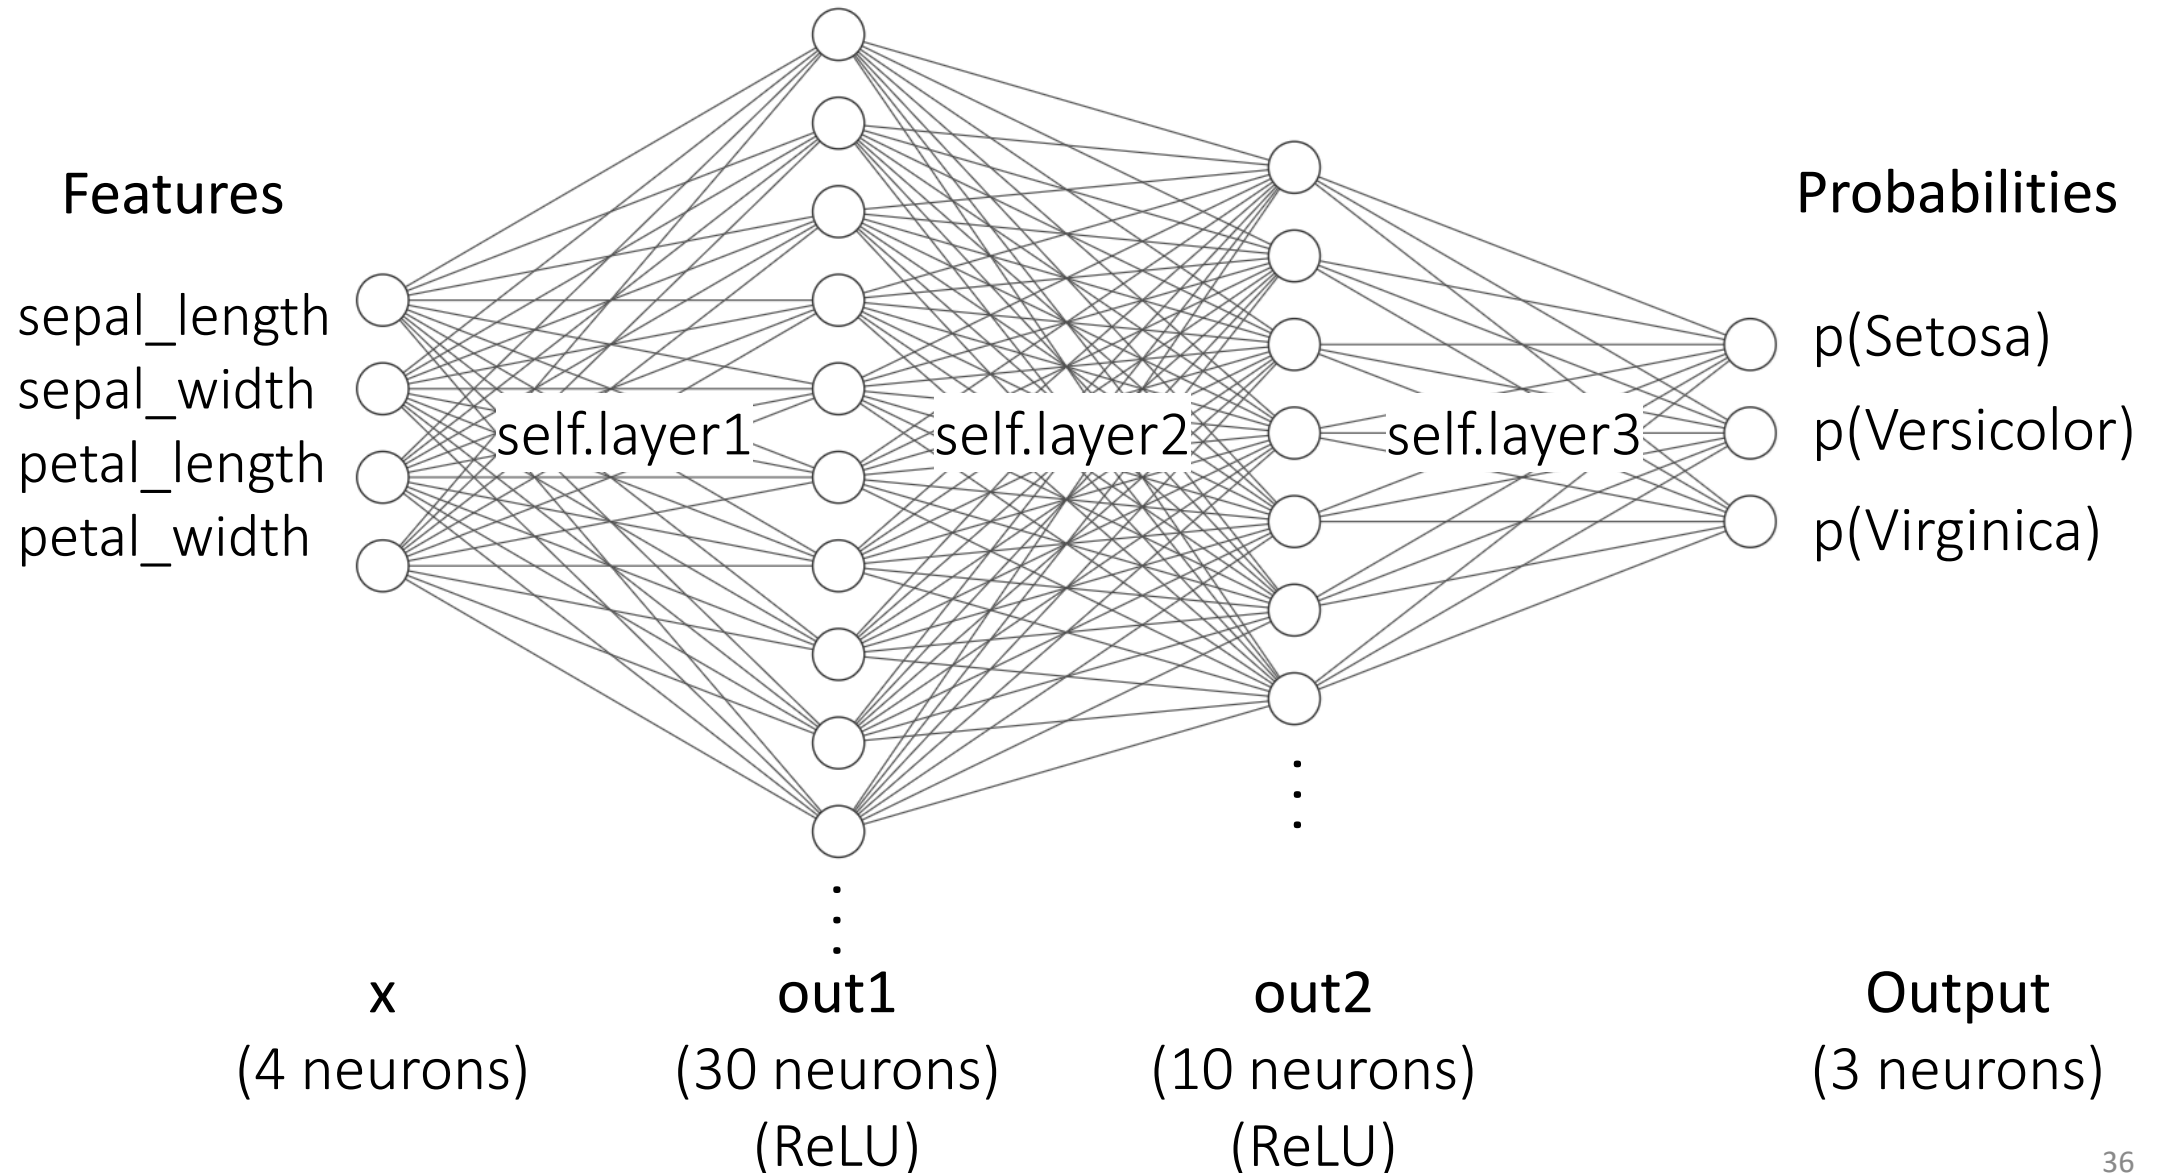 Features
sepal_length
sepal_width
petal_length
petal_width
self.layer1
self.layer2
self.layer3
Probabilities
p(Setosa)
p(Versicolor)
p(Virginica)
x
(4 neurons)
out1
(30 neurons)
(ReLU)
out2
(10 neurons)
(ReLU)
Output
(3 neurons)
36